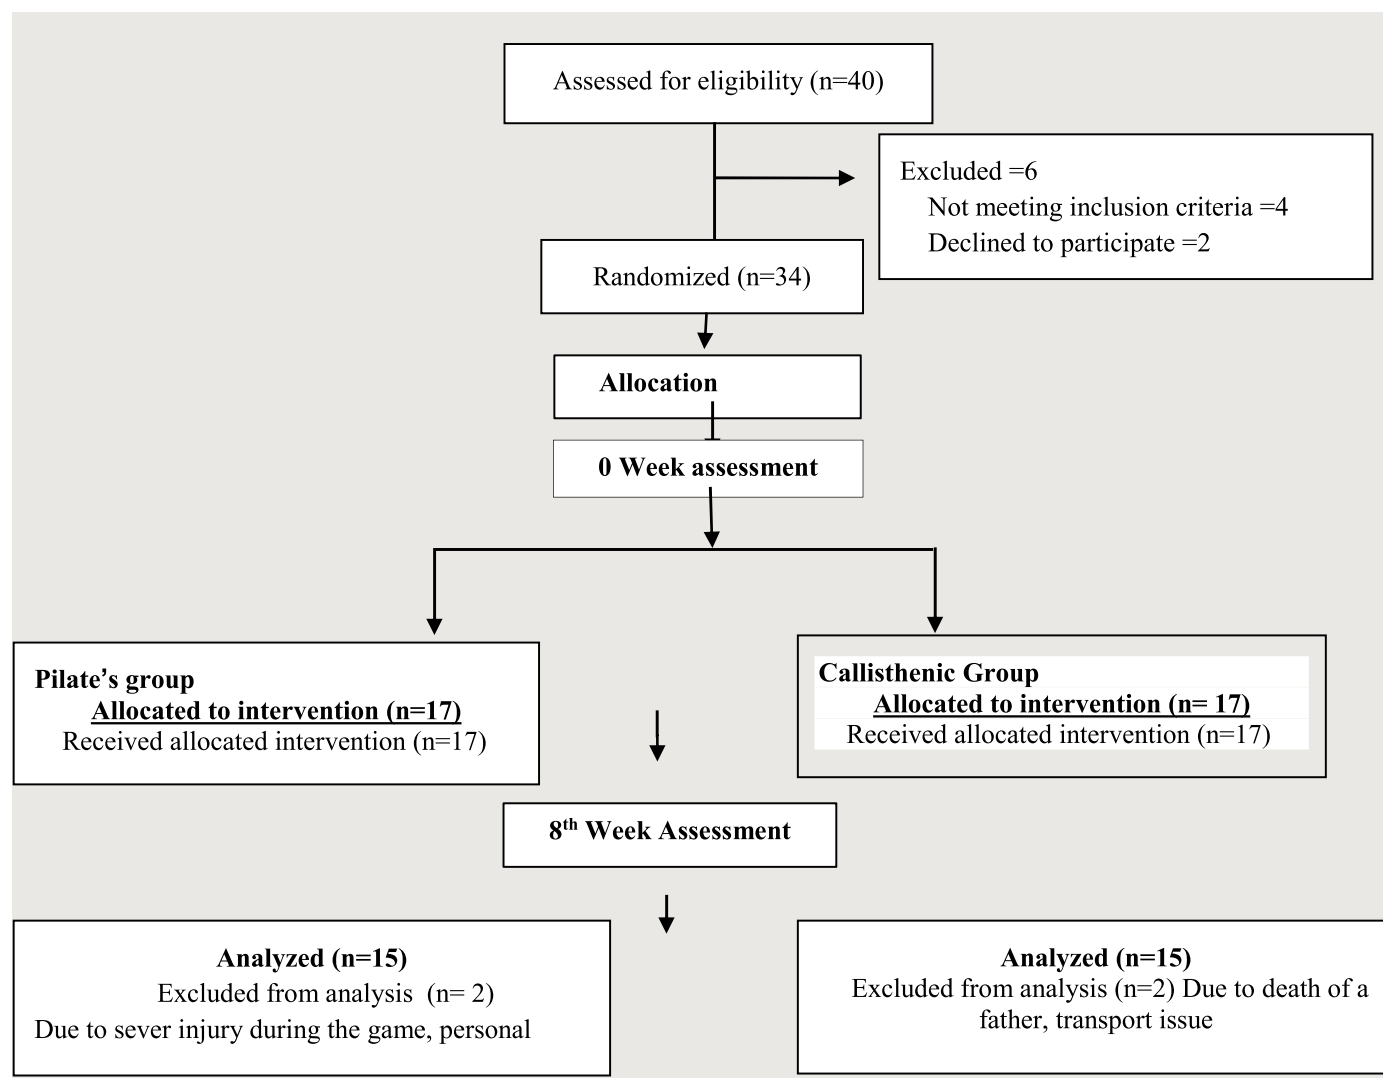 Assessed for eligibility (n=40)
Excluded =6
Not meeting inclusion criteria =4
Declined to participate =2
Randomized (n=34)
Allocation
0 Week assessment
Pilate’s group
Allocated to intervention (n=17)
Received allocated intervention (n=17)
Callisthenic Group
Allocated to intervention (n= 17)
Received allocated intervention (n=17)
8th Week Assessment
Analyzed (n=15)
Excluded from analysis (n= 2)
Due to sever injury during the game, personal
Analyzed (n=15)
Excluded from analysis (n=2) Due to death of a
father, transport issue